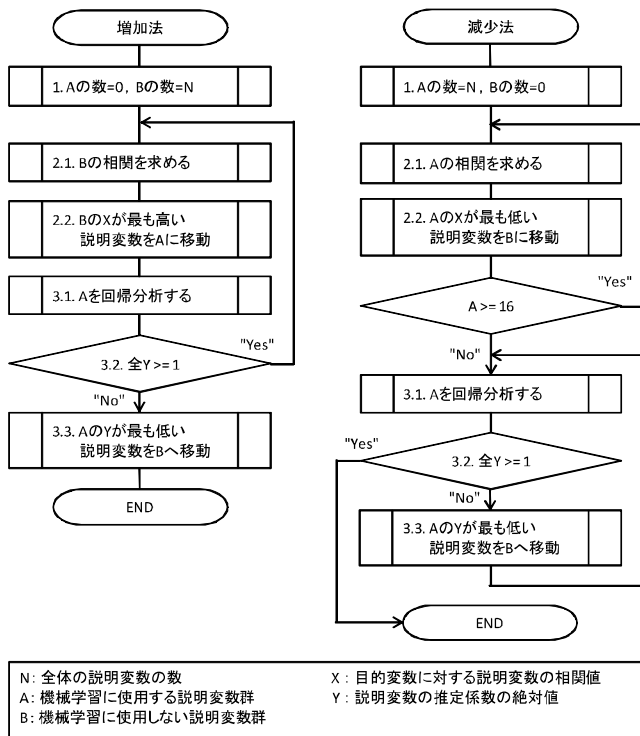 増加法
1. Aの数=0, Bの数=N
2.1. Bの相関を求める
2.2. BのXが最も高い
説明変数をAに移動
3.1. Aを回帰分析する
"Yes"
3.2. 全Y >= 1
"No"
3.3. AのYが最も低い
説明変数をBへ移動
END
減少法
1. Aの数=N, Bの数=0
2.1. Aの相関を求める
2.2. AのXが最も低い
説明変数をBに移動
"Yes"
A >= 16
"No"
3.1. Aを回帰分析する
"Yes"
3.2. 全Y >= 1
"No"
3.3. AのYが最も低い
説明変数をBへ移動
END
N: 全体の説明変数の数
A: 機械学習に使用する説明変数群
B: 機械学習に使用しない説明変数群
X : 目的変数に対する説明変数の相関値
Y : 説明変数の推定係数の絶対値